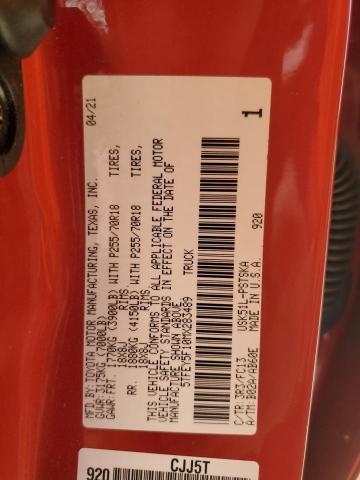 MFD. BY:
TOYOTA MOTOR MANUFACTURING, TEXAS, INC. 04/21
GVWR: 3175KG (7000LB)
GAWR: FRT. 1770KG (3900LB) WITH P255/70R18 TIRES,
18X8J RIMS
RR. 1880KG (4150LB) WITH P255/70R18 TIRES,
18X8J RIMS
THIS VEHICLE CONFORMS TO ALL APPLICABLE FEDERAL MOTOR
VEHICLE SAFETY STANDARDS IN EFFECT ON THE DATE OF
MANUFACTURE SHOWN ABOVE.
5TFEY5F10MX283489 TRUCK
920
C/TR: 3R3/FC13 USK51L-PSTSKA 1
A/TM: B02A/AB60E MADE IN U.S.A.
920 CJJ5T